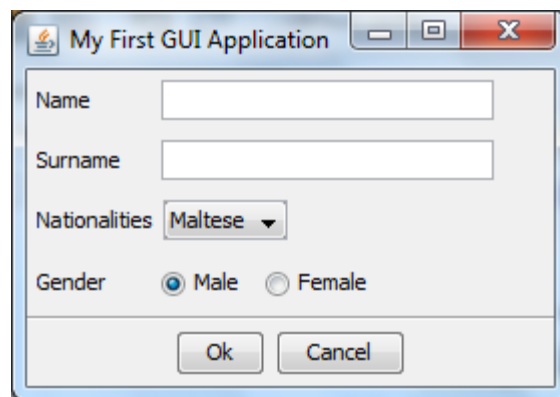 My First GUI Application
Name
Surname
Nationalities Maltese
Gender Male Female
Ok Cancel